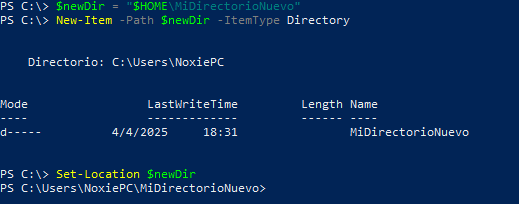 PS C:\> $newDir = "$HOME\MiDirectorioNuevo"
PS C:\> New-Item -Path $newDir -ItemType Directory
Directorio: C:\Users\NoxiePC
Mode                LastWriteTime         Length Name
----                -------------         ------ ----
d-----         4/4/2025     18:31                MiDirectorioNuevo
PS C:\> Set-Location $newDir
PS C:\Users\NoxiePC\MiDirectorioNuevo>